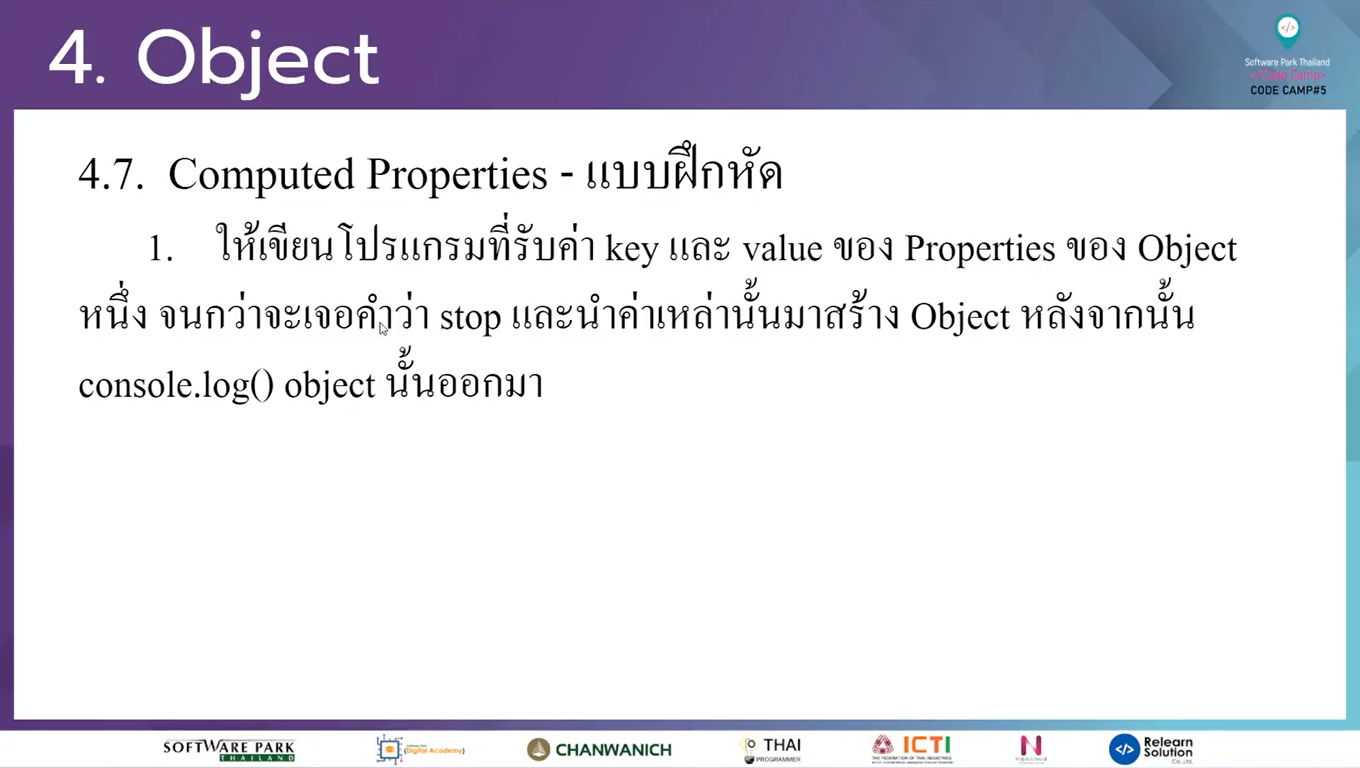 4. Object
Software Park Thailand
</Code Camp>
CODE CAMP#5
4.7. Computed Properties - แบบฝึกหัด
1. ให้เขียนโปรแกรมที่รับค่า key และ value ของ Properties ของ Object
หนึ่ง จนกว่าจะเจอคำว่า stop และนำค่าเหล่านั้นมาสร้าง Object หลังจากนั้น
console.log() object นั้นออกมา
SOFTWARE PARK
THAILAND
(Digital Academy)
CHANWANICH
THAI
PROGRAMMER
ICTI
THE FEDERATION OF THAI INDUSTRIES
N
Relearn
Solution
Co.,Ltd.